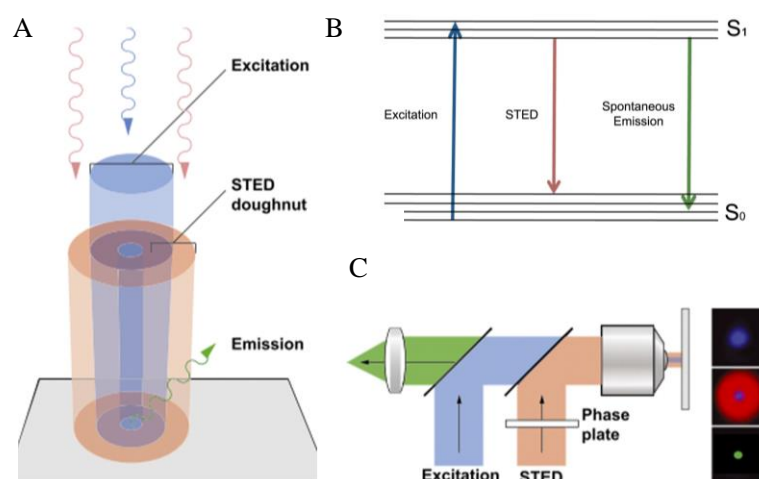 A
Excitation
STED
doughnut
Emission
B
S₁
Excitation
STED
Spontaneous
Emission
S₀
C
Phase
plate
Excitation
STED